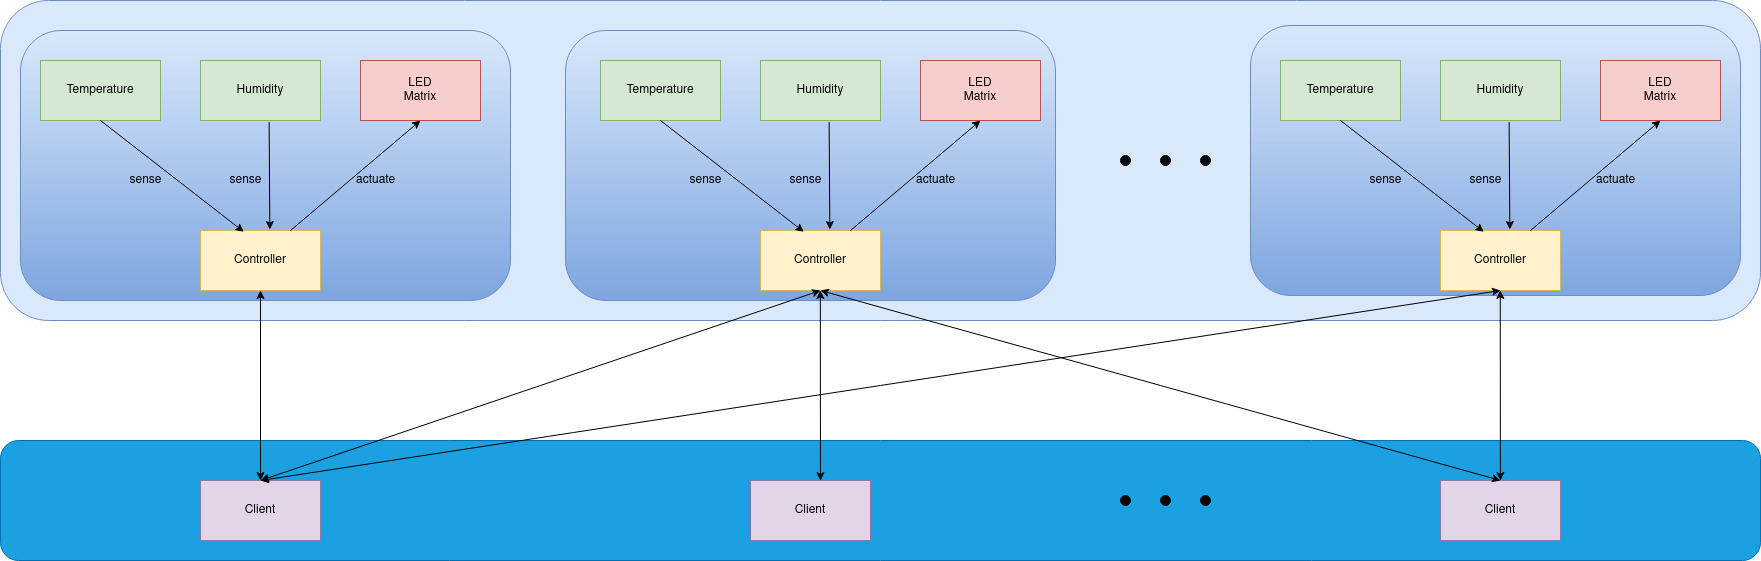 Temperature
Humidity
LED
Matrix
Temperature
Humidity
LED
Matrix
Temperature
Humidity
LED
Matrix
sense
sense
actuate
sense
sense
actuate
sense
sense
actuate
Controller
Controller
Controller
Client
Client
Client